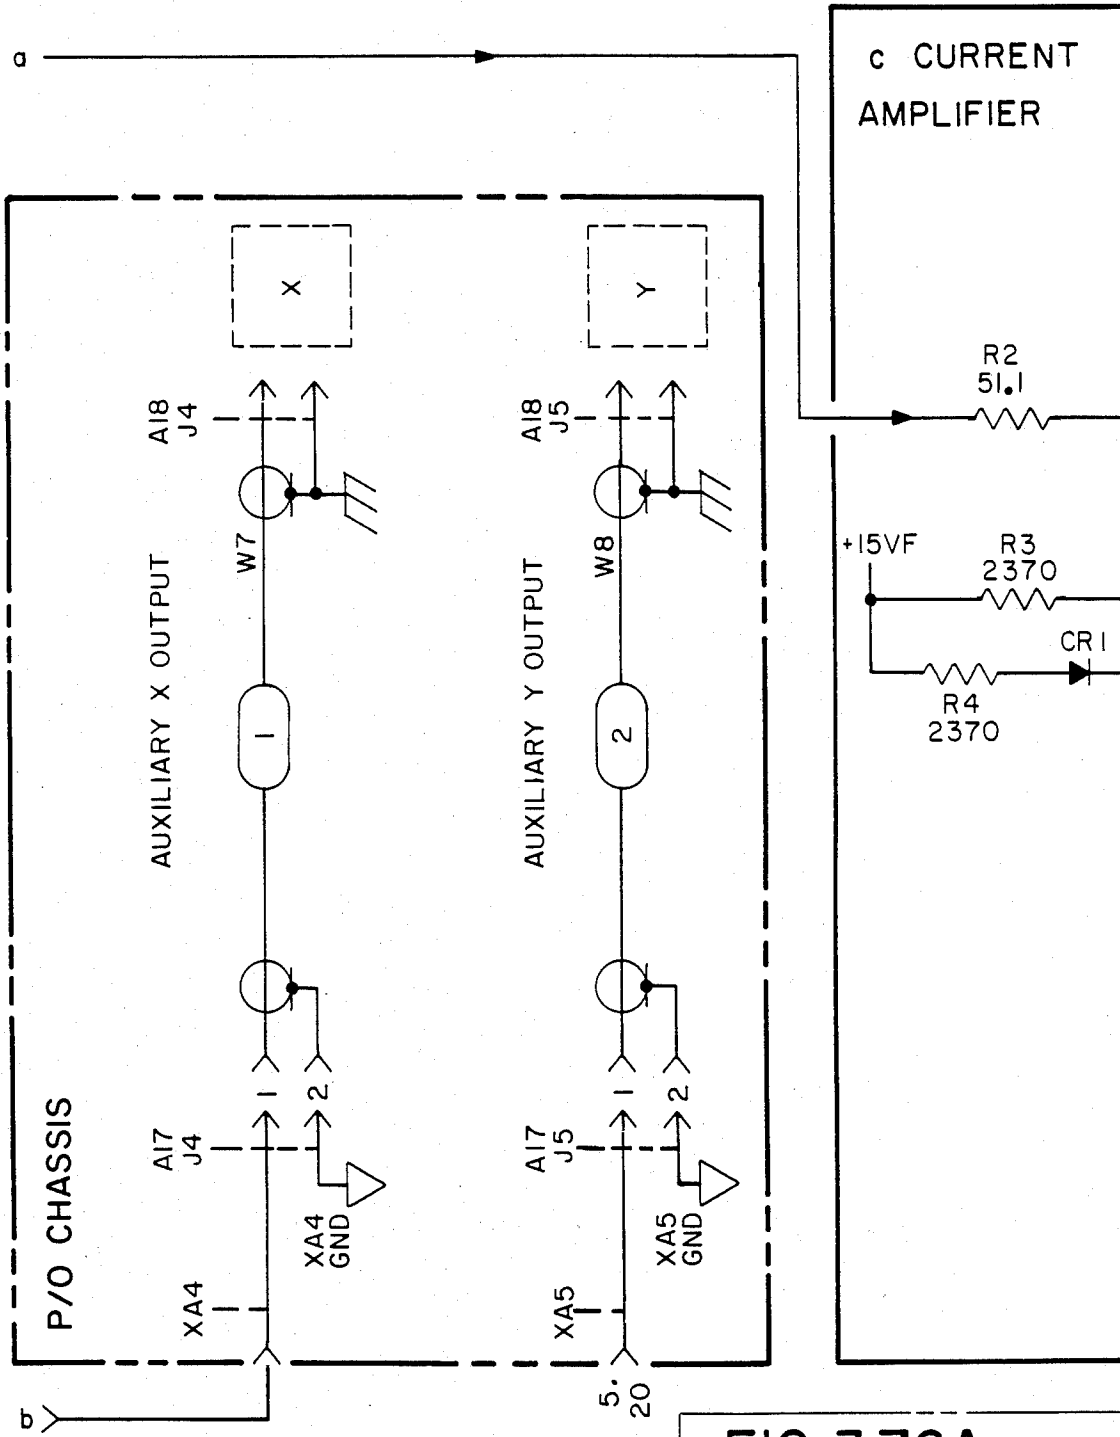 a
c CURRENT
AMPLIFIER
X
Y
A18
J4
A18
J5
R2
51.1
W7
W8
+15VF
R3
2370
CR1
R4
2370
AUXILIARY X OUTPUT
AUXILIARY Y OUTPUT
1
2
1
2
1
2
A17
J4
A17
J5
XA4
GND
XA5
GND
P/O CHASSIS
XA4
XA5
5.
20
b